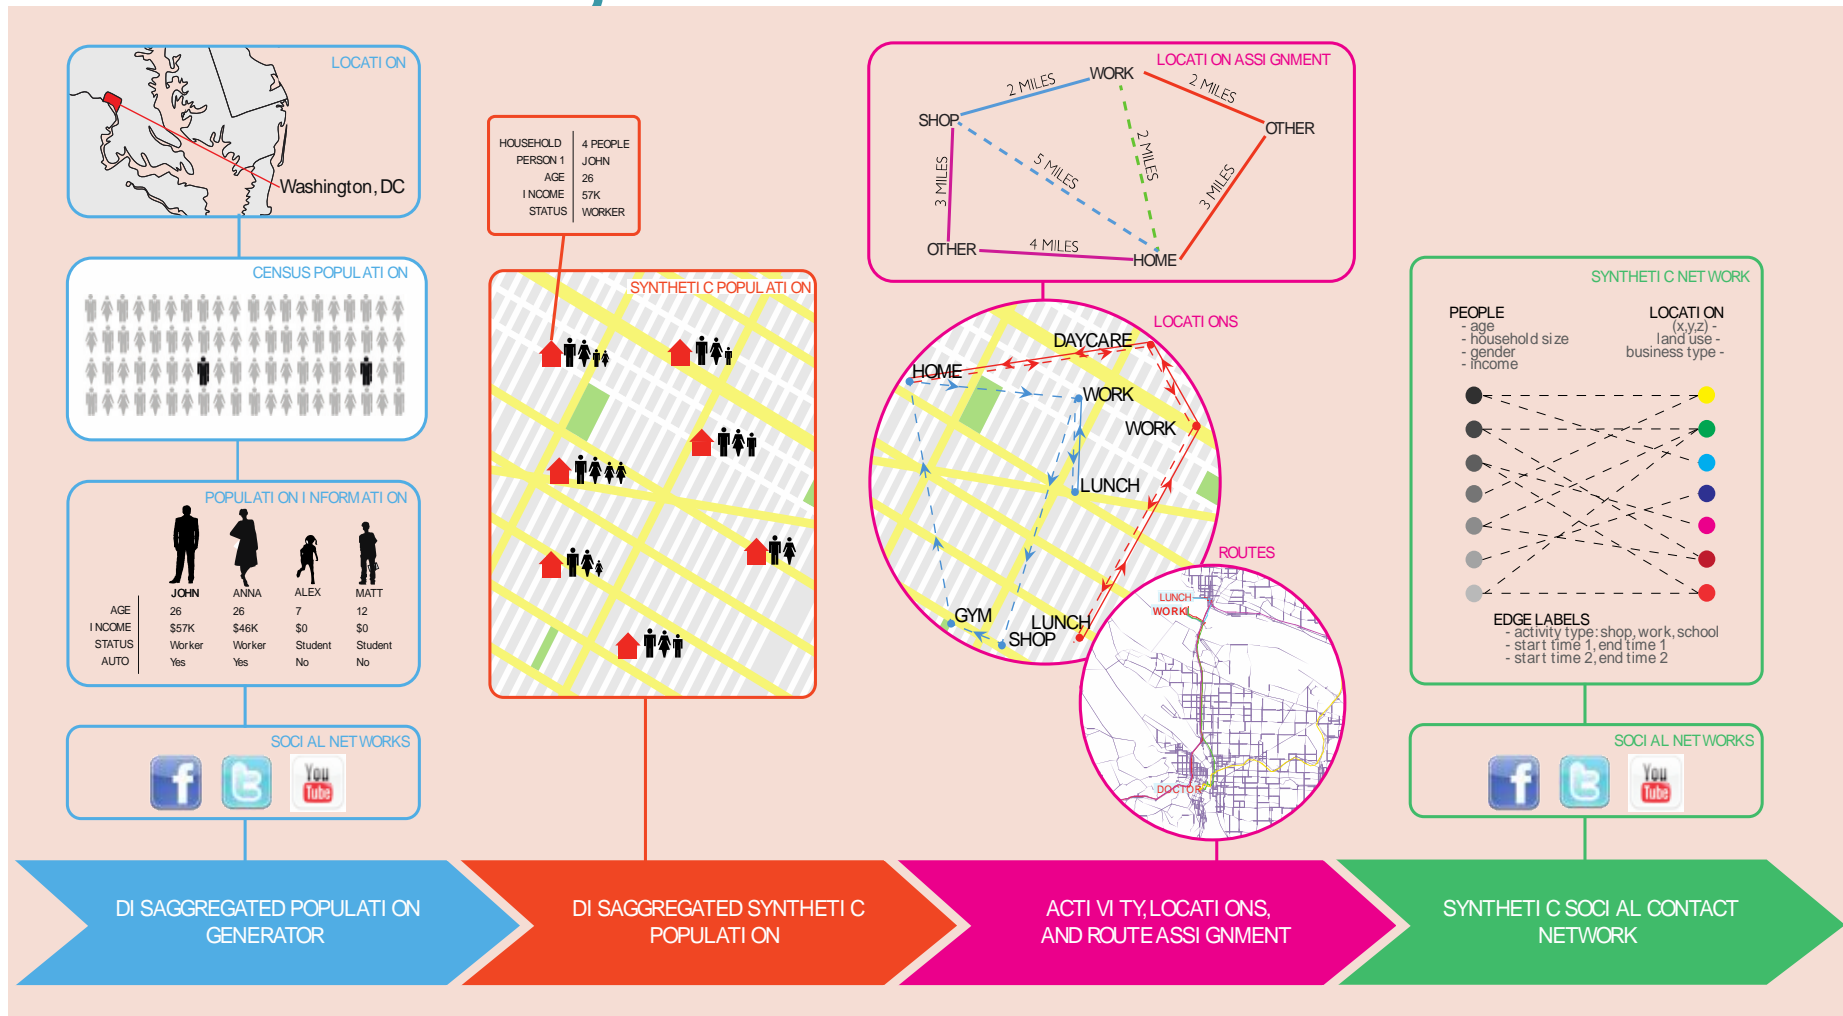 LOCATION
Washington, DC
CENSUS POPULATION
POPULATION INFORMATION
JOHN ANNA ALEX MATT
AGE 26 26 7 12
INCOME $57K $46K $0 $0
STATUS Worker Worker Student Student
AUTO Yes Yes No No
SOCIAL NETWORKS
f t You Tube
DISAGGREGATED POPULATION
GENERATOR
HOUSEHOLD 4 PEOPLE
PERSON 1 JOHN
AGE 26
INCOME 57K
STATUS WORKER
SYNTHETIC POPULATION
DISAGGREGATED SYNTHETIC
POPULATION
LOCATION ASSIGNMENT
WORK
2 MILES
2 MILES
SHOP
OTHER
2 MILES
5 MILES
3 MILES
3 MILES
OTHER
4 MILES
HOME
LOCATIONS
DAYCARE
HOME
WORK
WORK
LUNCH
GYM
LUNCH
SHOP
ROUTES
LUNCH
WORK
DOCTOR
ACTIVITY, LOCATIONS,
AND ROUTE ASSIGNMENT
SYNTHETIC NETWORK
PEOPLE
- age
- household size
- gender
- income
LOCATION
(x,y,z) -
land use -
business type -
EDGE LABELS
- activity type: shop, work, school
- start time 1, end time 1
- start time 2, end time 2
SOCIAL NETWORKS
f t You Tube
SYNTHETIC SOCIAL CONTACT
NETWORK